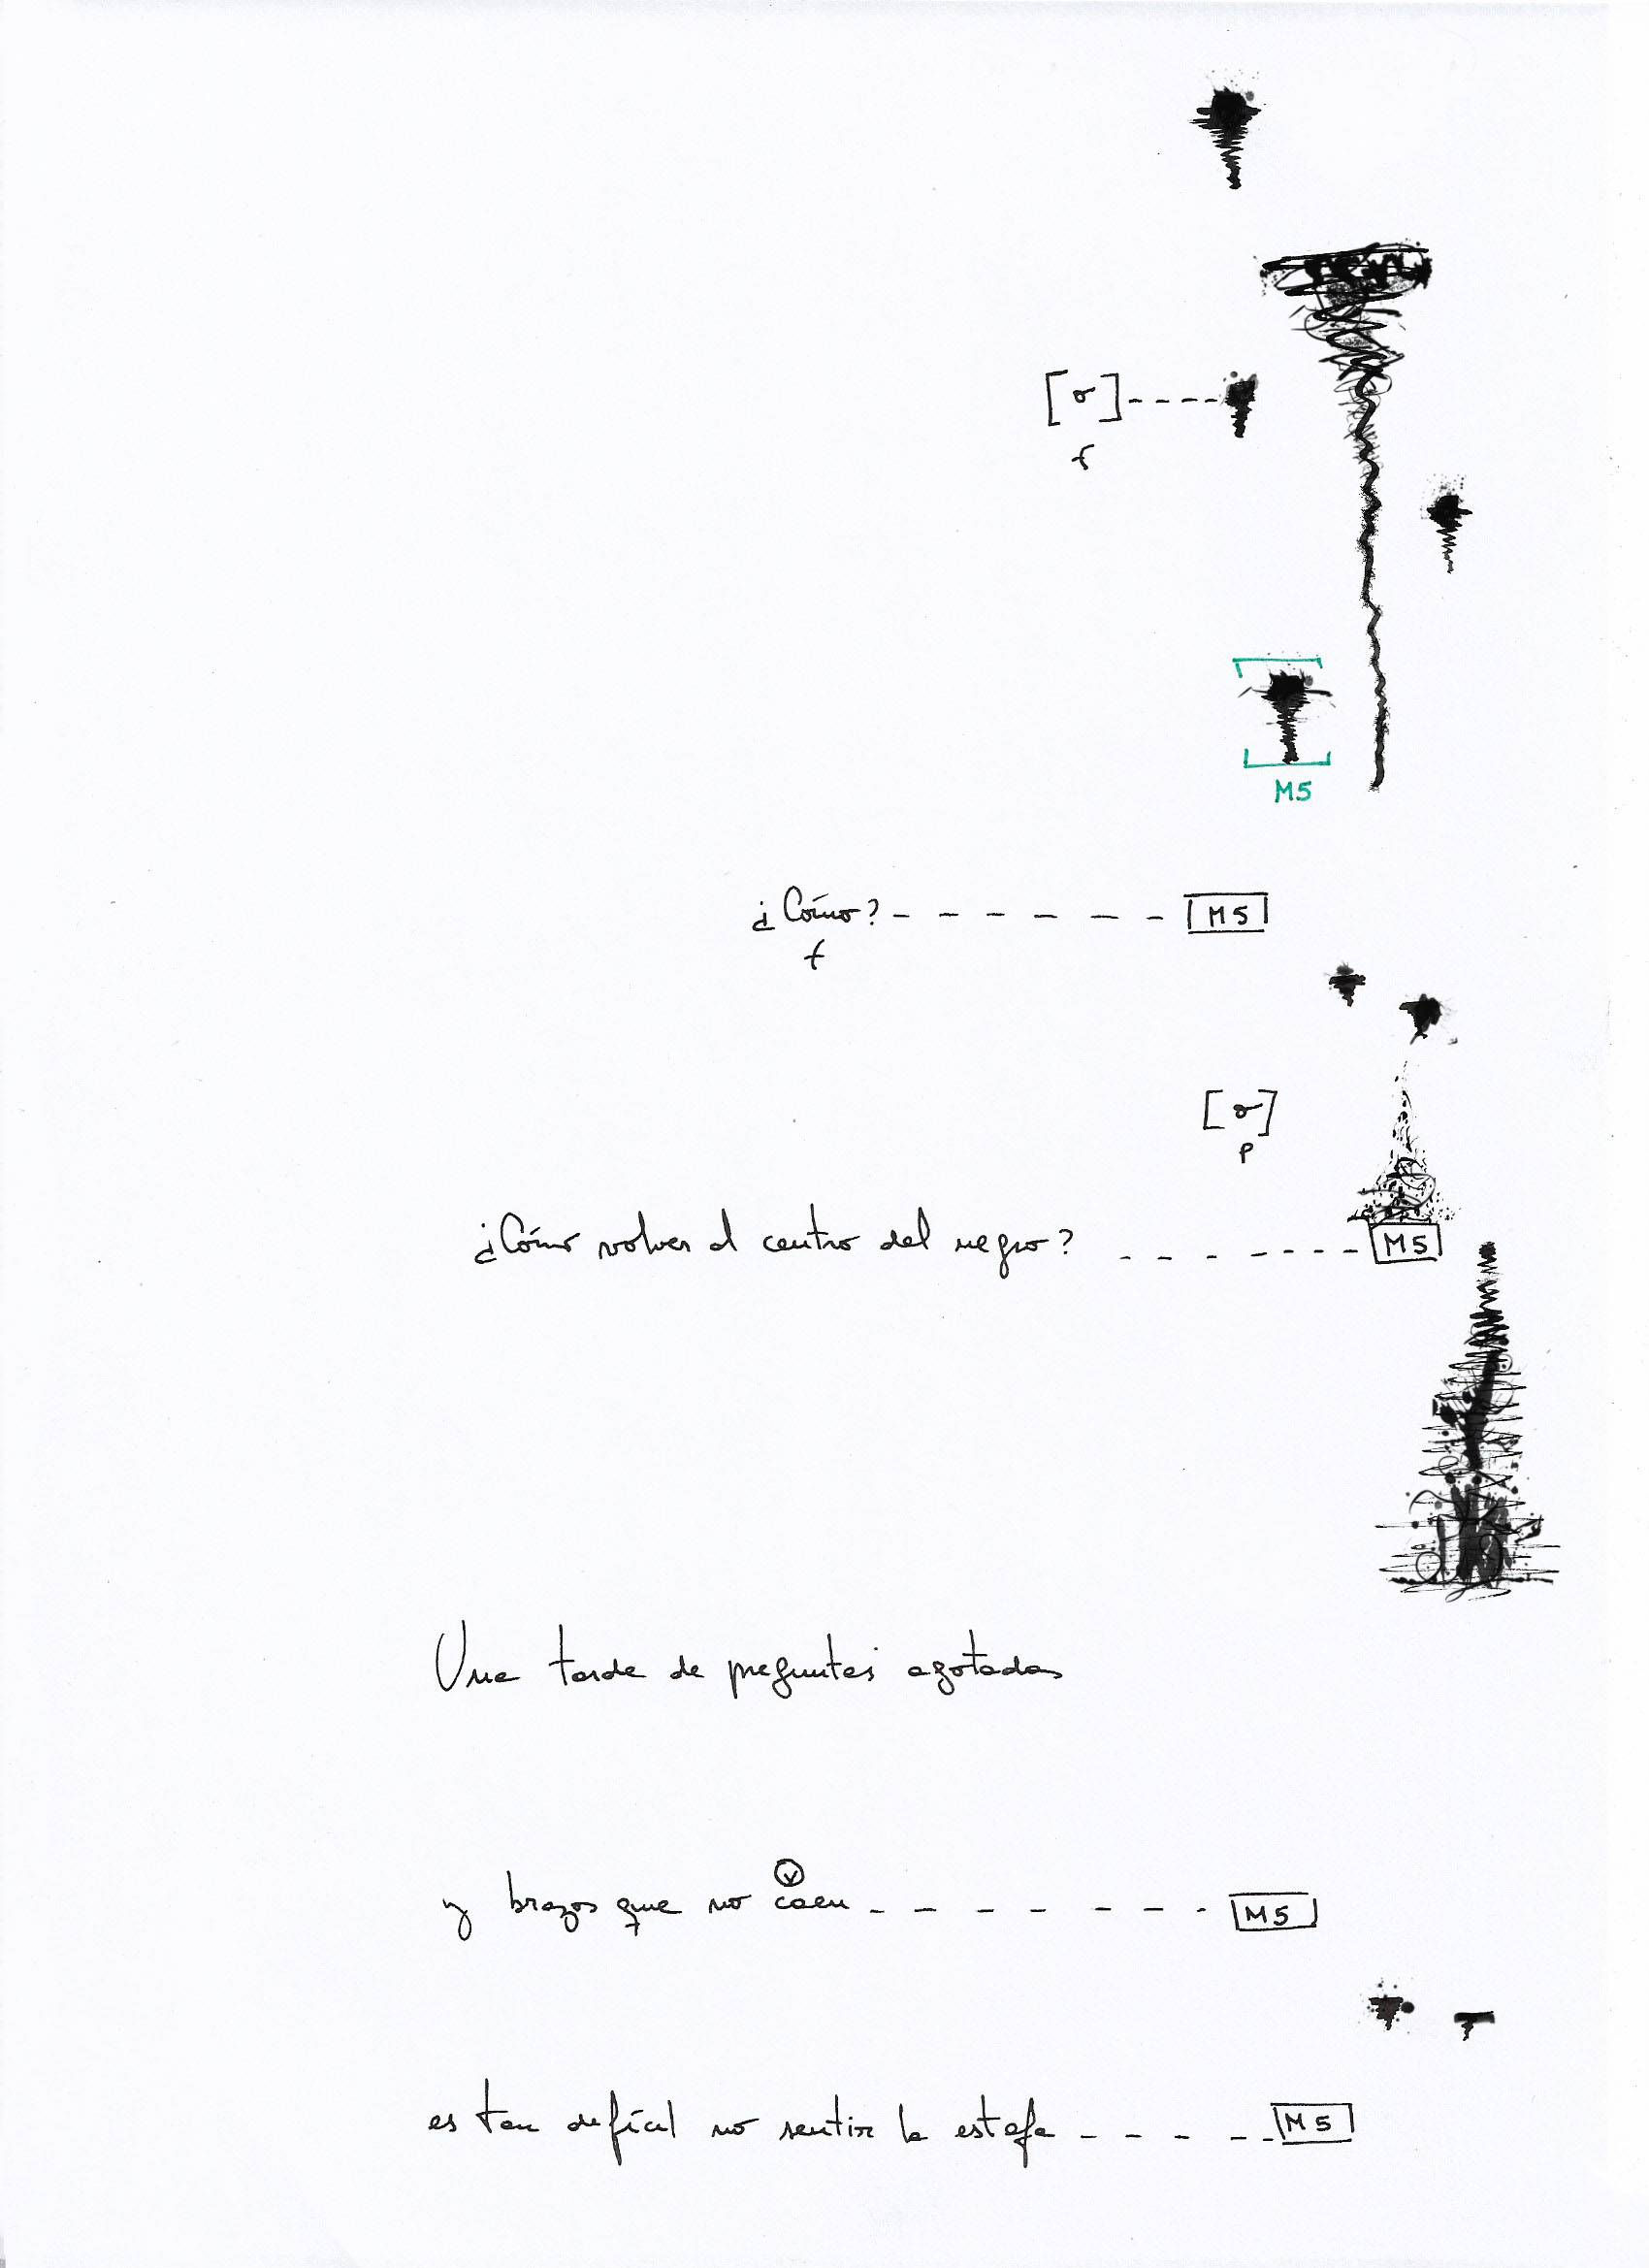 [o]
f
M5
¿Cómo? - - - - - - M5
f
[o]
p
¿Cómo volver al centro del negro? - - - - - - - - M5
Una tarde de preguntas agotadas
v
y brazos que no caen - - - - - - - M5
es tan difícil no sentir la estafa - - - - - M5